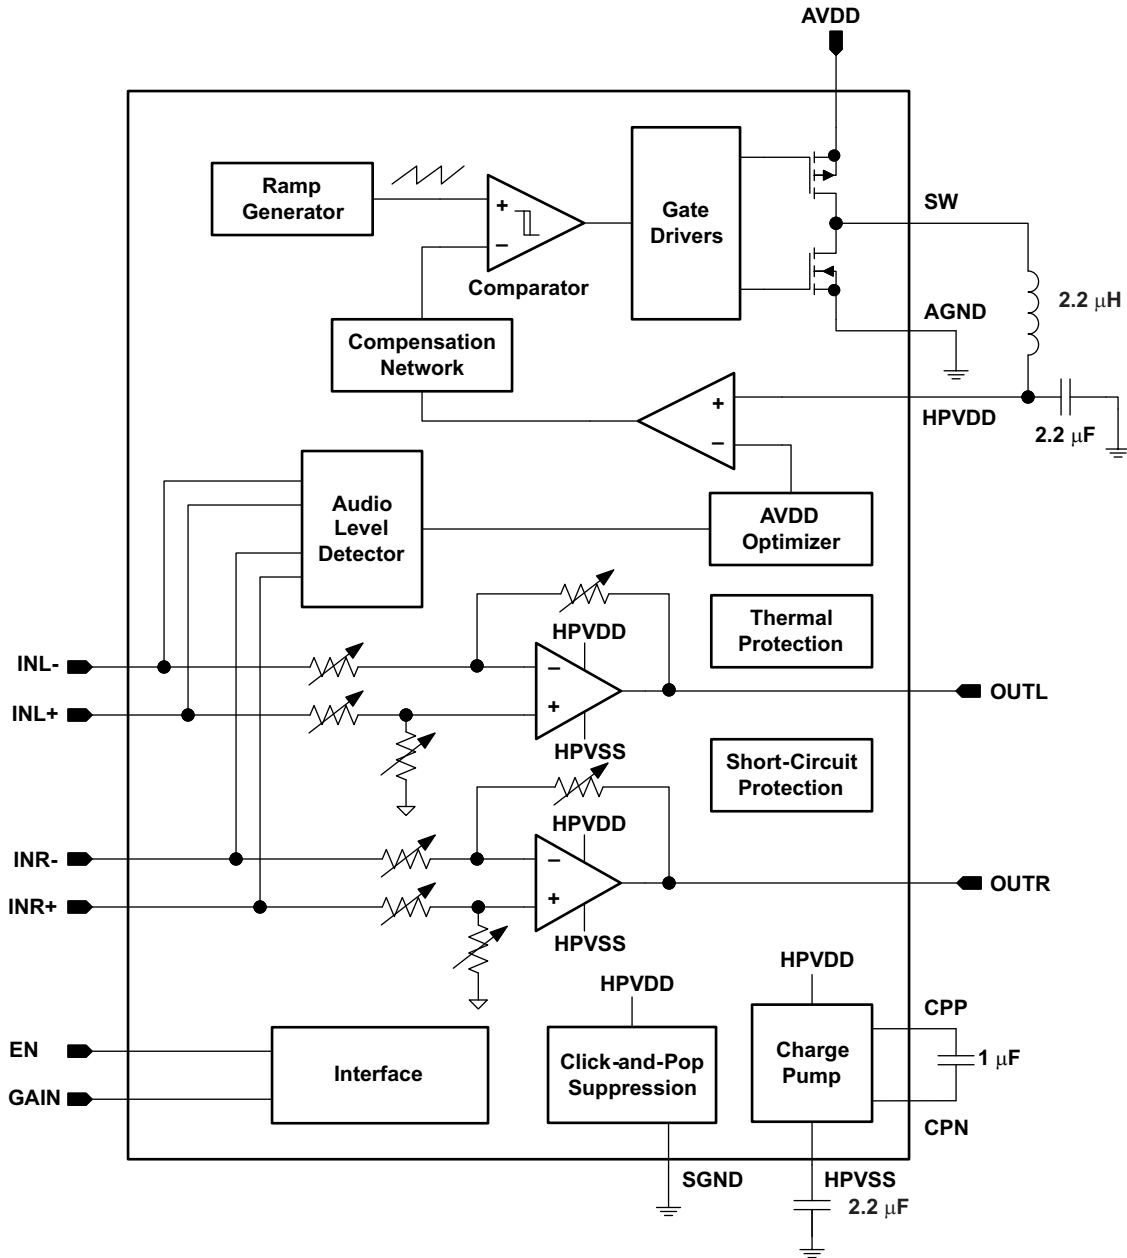 AVDD
Ramp
Generator
+
−
Comparator
Gate
Drivers
SW
2.2 μH
AGND
Compensation
Network
+
−
HPVDD
2.2 μF
Audio
Level
Detector
AVDD
Optimizer
Thermal
Protection
HPVDD
INL-
−
OUTL
INL+
+
HPVSS
Short-Circuit
Protection
HPVDD
INR-
−
OUTR
INR+
+
HPVSS
HPVDD
HPVDD
CPP
EN
Interface
GAIN
Click-and-Pop
Suppression
Charge
Pump
1 μF
CPN
SGND
HPVSS
2.2 μF